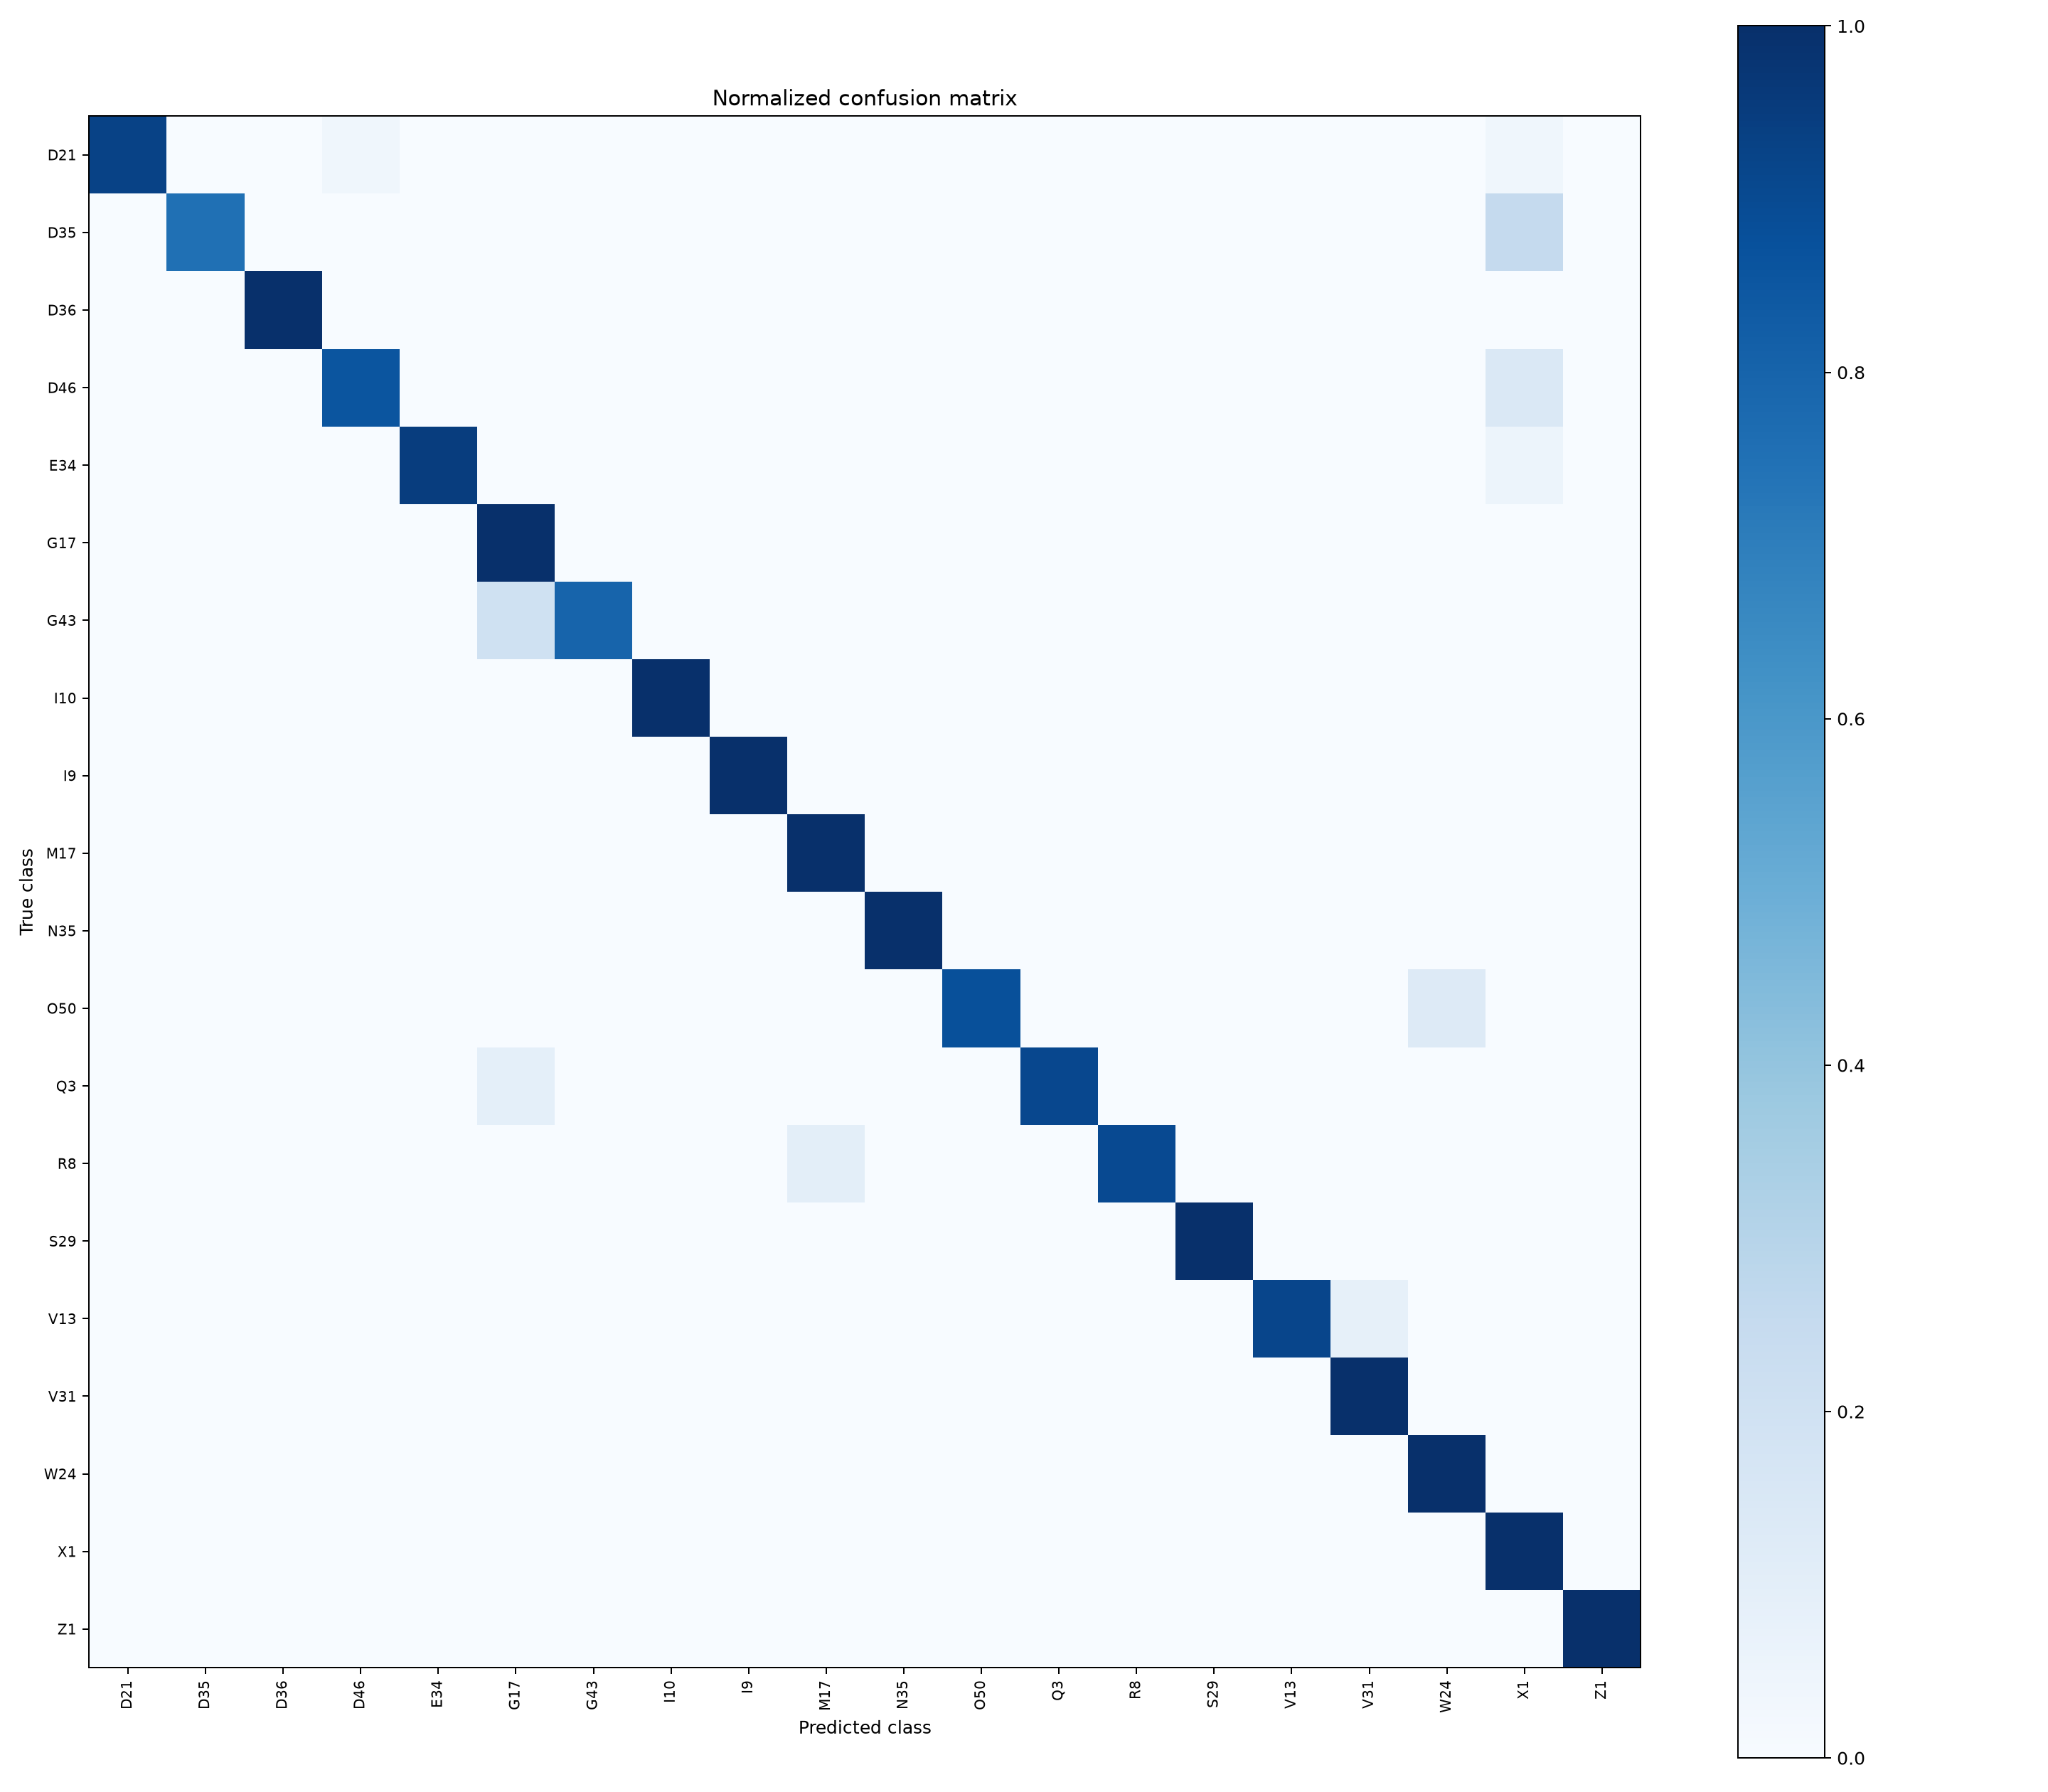 Normalized confusion matrix
1.0
0.8
0.6
0.4
0.2
0.0
True class
D21
D35
D36
D46
E34
G17
G43
I10
I9
M17
N35
O50
Q3
R8
S29
V13
V31
W24
X1
Z1
D21 D35 D36 D46 E34 G17 G43 I10 I9 M17 N35 O50 Q3 R8 S29 V13 V31 W24 X1 Z1
Predicted class